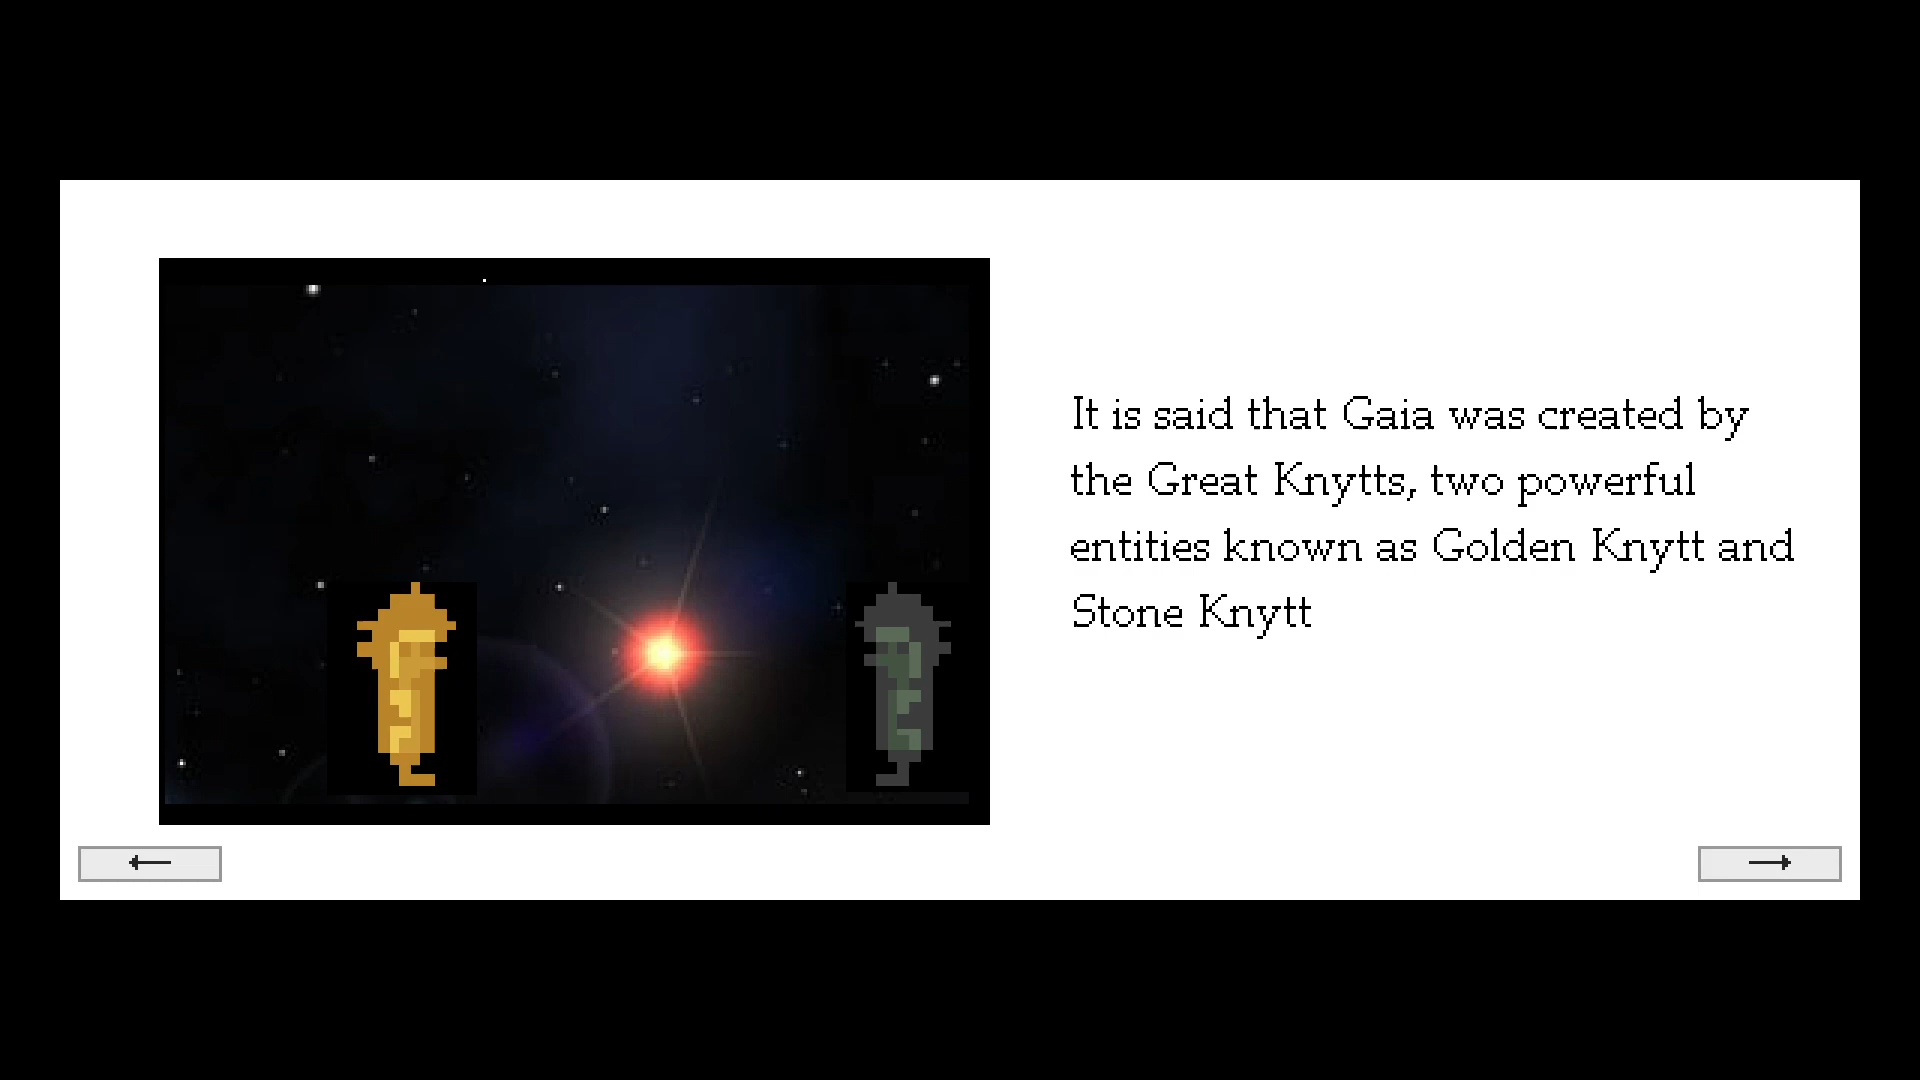 It is said that Gaia was created by
the Great Knytts, two powerful
entities known as Golden Knytt and
Stone Knytt